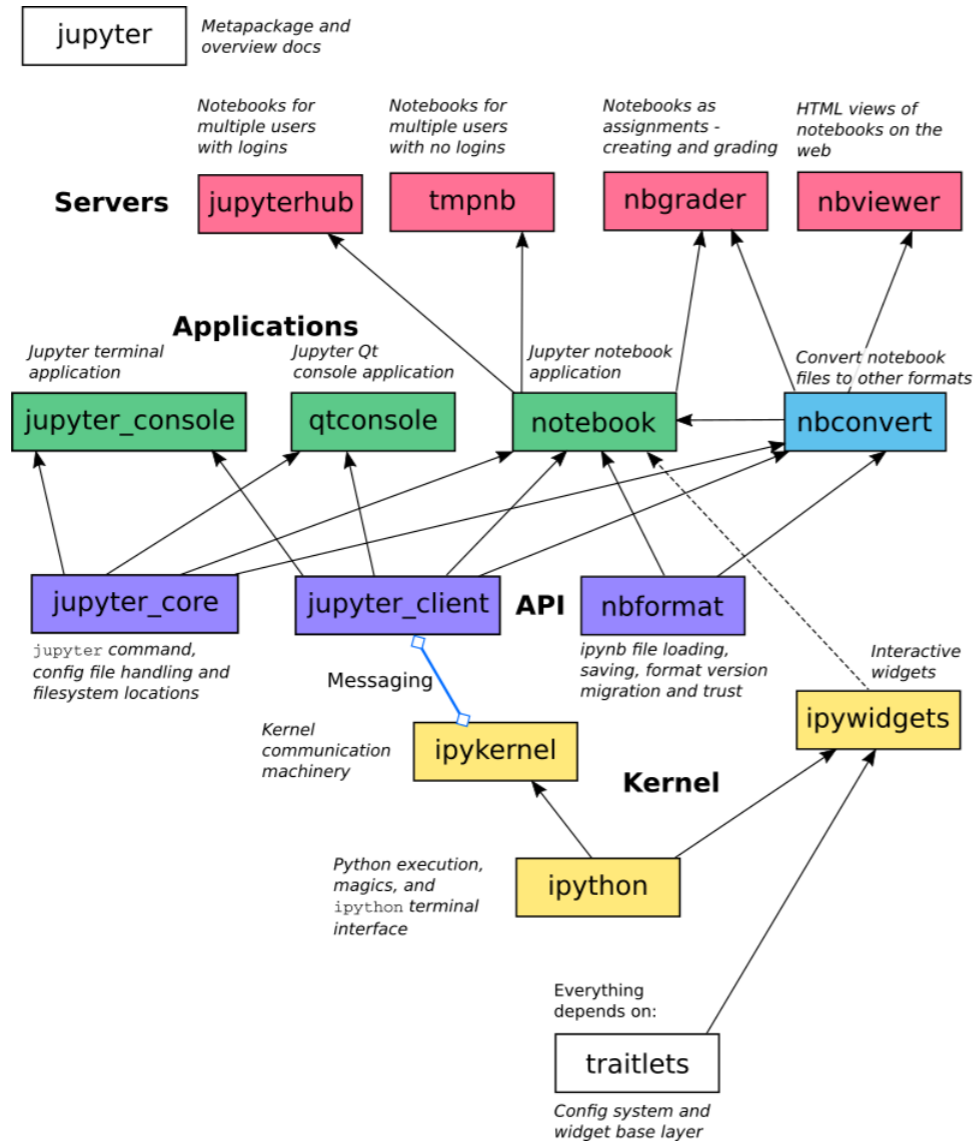 jupyter
Metapackage and
overview docs
Notebooks for
multiple users
with logins
Notebooks for
multiple users
with no logins
Notebooks as
assignments -
creating and grading
HTML views of
notebooks on the
web
Servers
jupyterhub
tmpnb
nbgrader
nbviewer
Applications
Jupyter terminal
application
Jupyter Qt
console application
Jupyter notebook
application
Convert notebook
files to other formats
jupyter_console
qtconsole
notebook
nbconvert
jupyter_core
jupyter_client
API
nbformat
jupyter command,
config file handling and
filesystem locations
Messaging
ipynb file loading,
saving, format version
migration and trust
Interactive
widgets
ipywidgets
Kernel
communication
machinery
ipykernel
Kernel
Python execution,
magics, and
ipython terminal
interface
ipython
Everything
depends on:
traitlets
Config system and
widget base layer